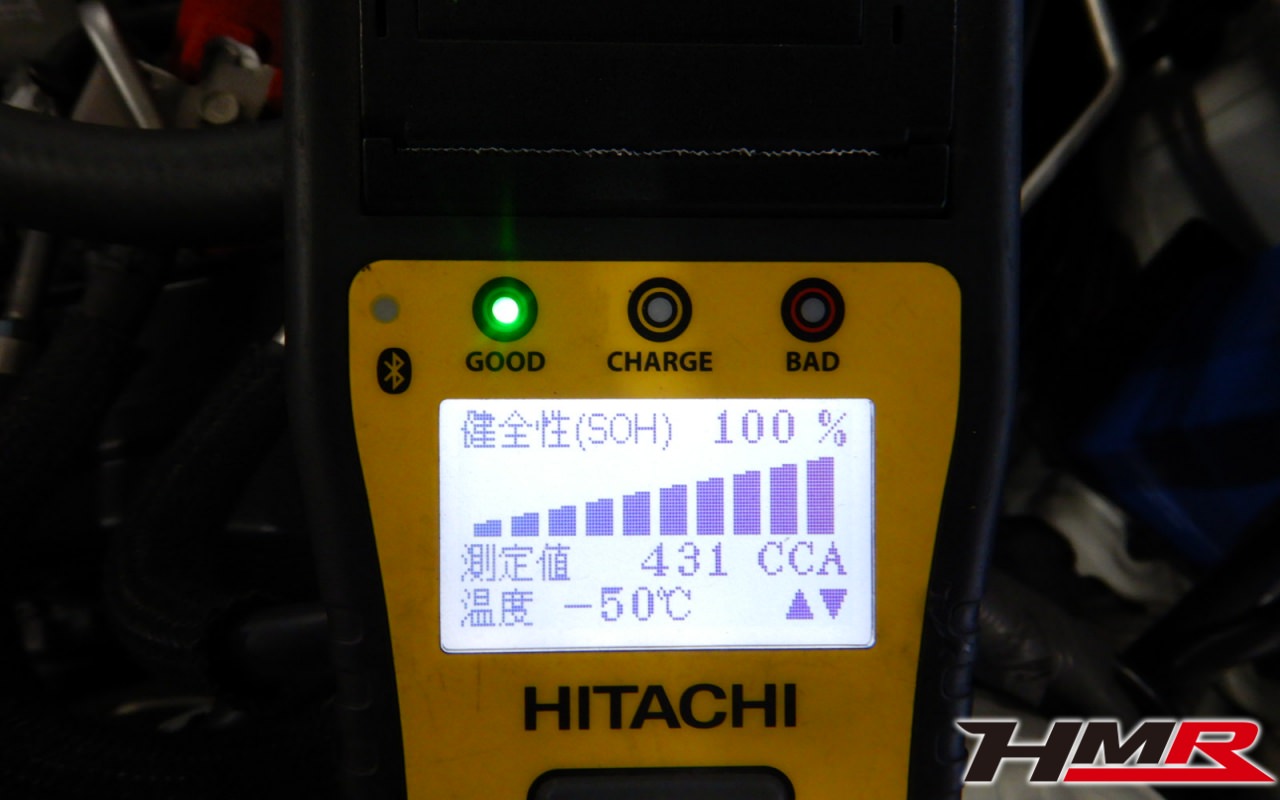 GOOD CHARGE BAD
健全性(SOH) 100 %
測定値 431 CCA
温度 -50℃ ▲▼
HITACHI
HMR